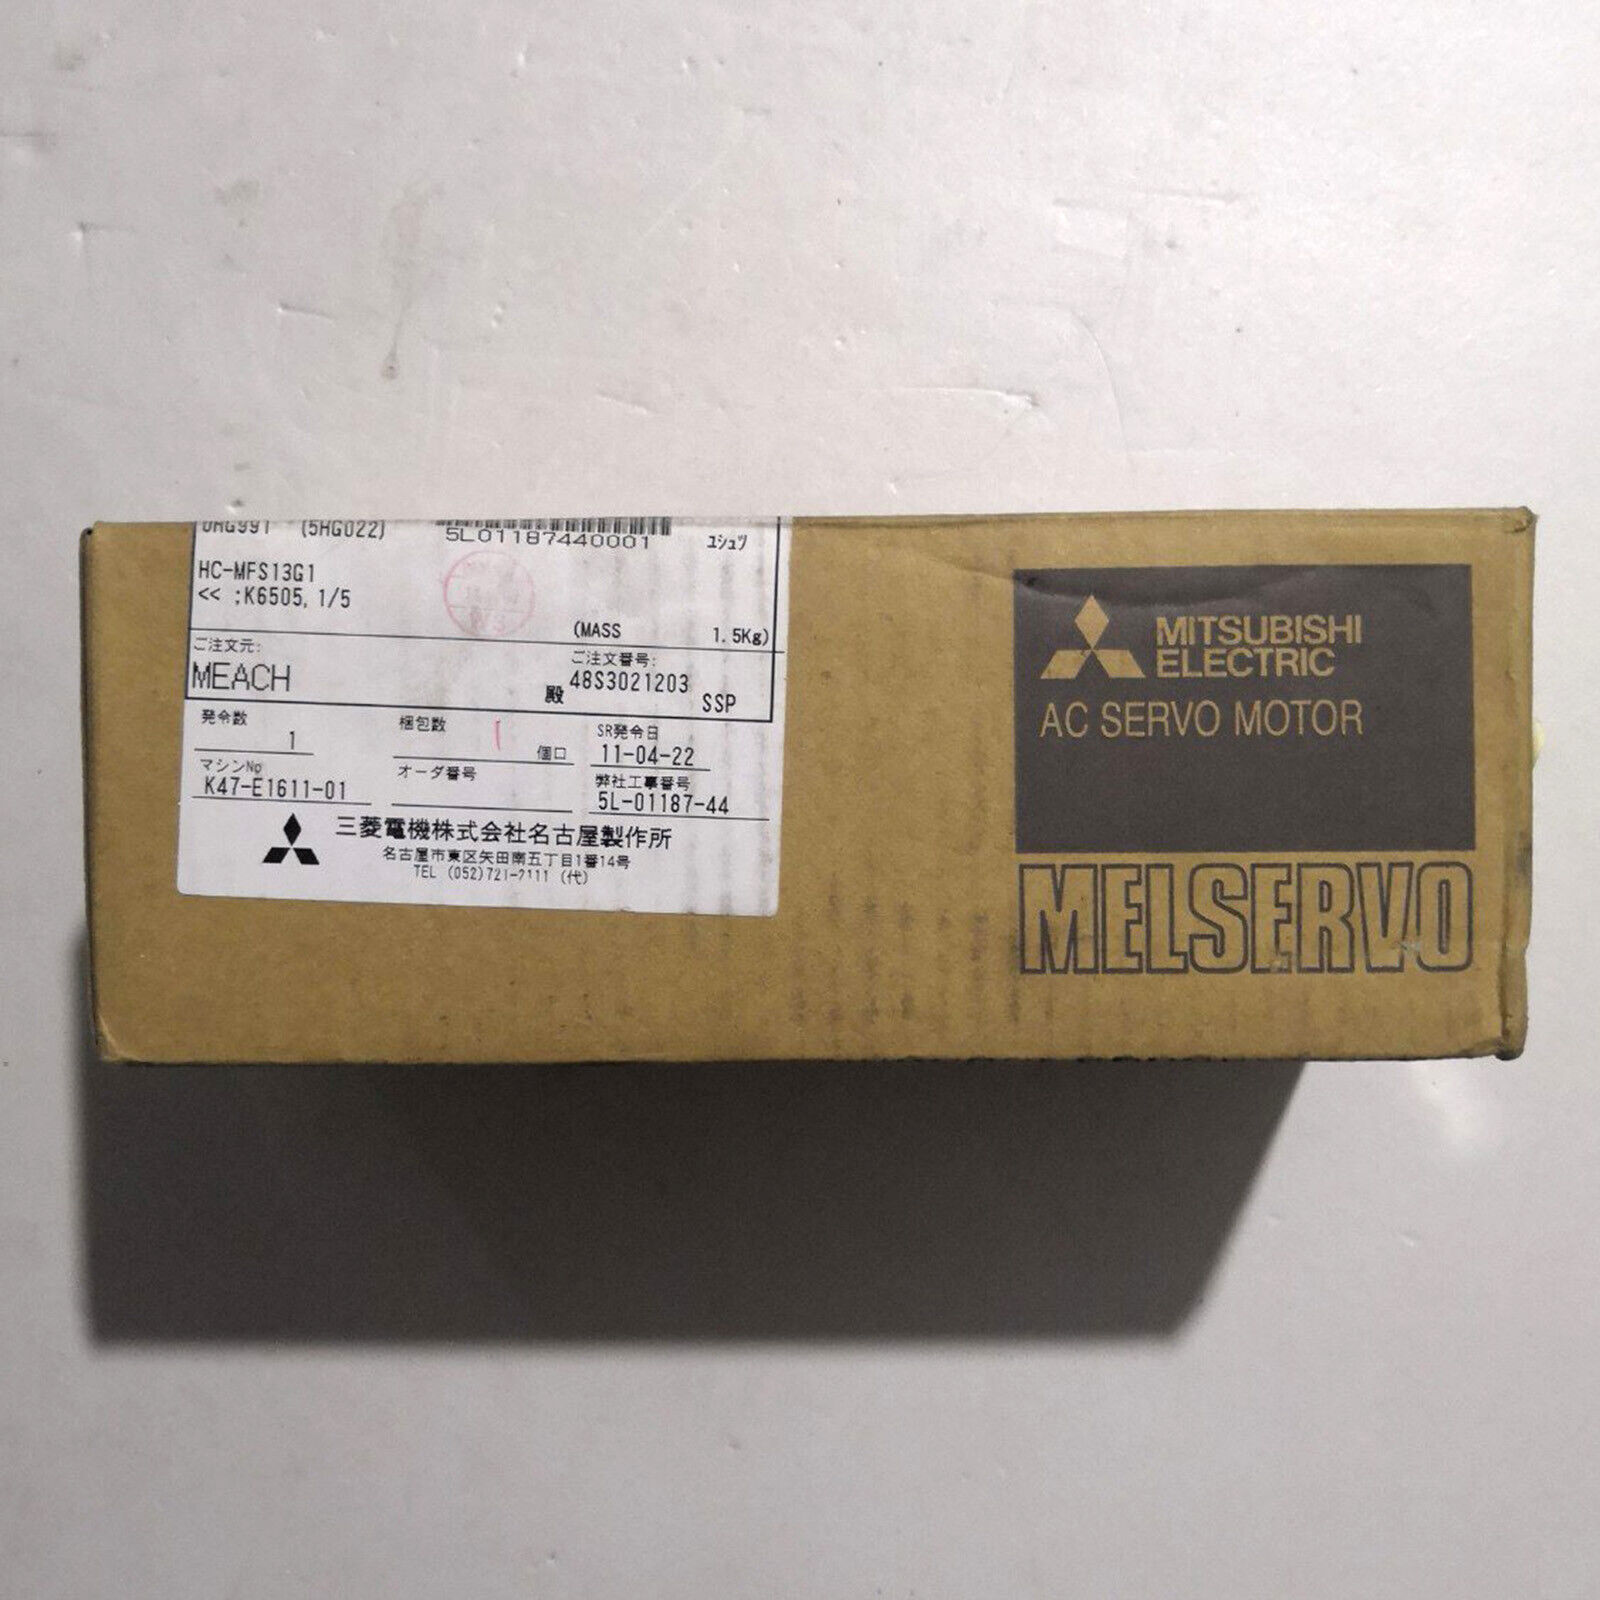 (5HG022)
5L01187440001
ユシュツ
HC-MFS13G1
<< ;K6505,1/5
(MASS 1.5Kg)
ご注文元:
MEACH
殿
ご注文番号:
48S3021203
SSP
発令数
1
梱包数
1
個口
SR発令日
11-04-22
マシンNo
K47-E1611-01
オーダ番号
弊社工事番号
5L-01187-44
三菱電機株式会社名古屋製作所
名古屋市東区矢田南五丁目1番14号
TEL (052)721-2111 (代)
MITSUBISHI
ELECTRIC
AC SERVO MOTOR
MELSERVO